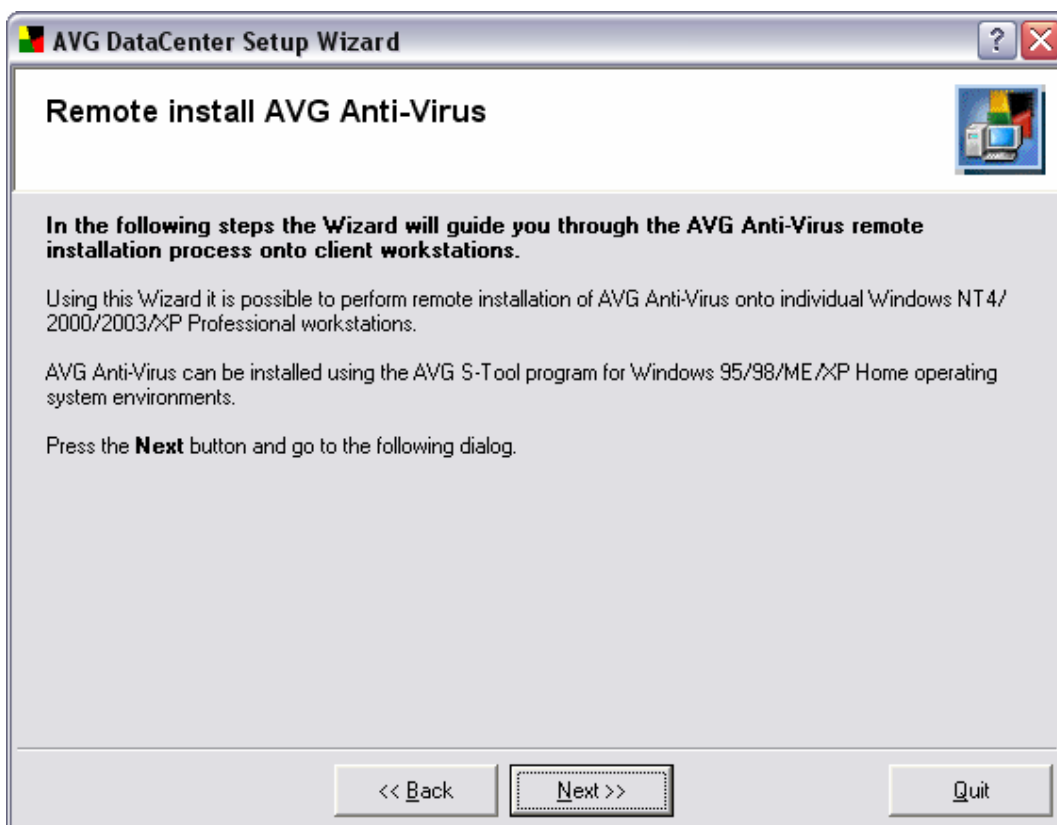 AVG DataCenter Setup Wizard
?
Remote install AVG Anti-Virus
In the following steps the Wizard will guide you through the AVG Anti-Virus remote
installation process onto client workstations.
Using this Wizard it is possible to perform remote installation of AVG Anti-Virus onto individual Windows NT4/
2000/2003/XP Professional workstations.
AVG Anti-Virus can be installed using the AVG S-Tool program for Windows 95/98/ME/XP Home operating
system environments.
Press the Next button and go to the following dialog.
<< Back Next >> Quit